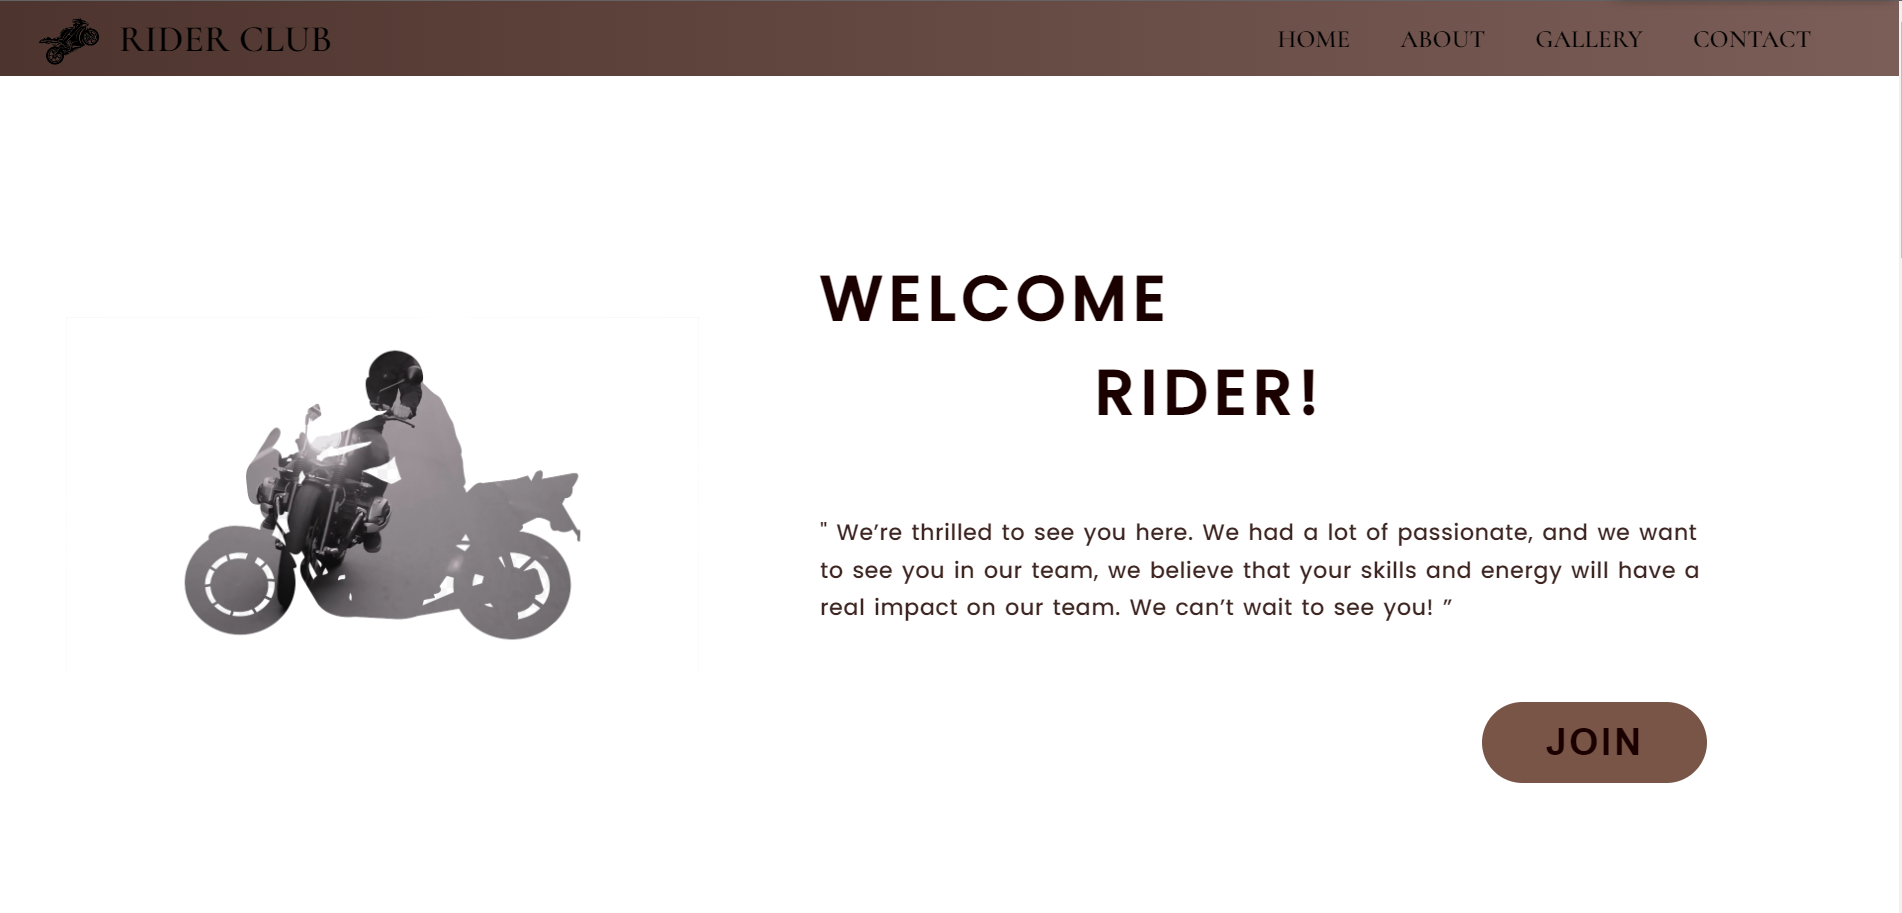 RIDER CLUB
HOME ABOUT GALLERY CONTACT
WELCOME
RIDER!
" We’re thrilled to see you here. We had a lot of passionate, and we want
to see you in our team, we believe that your skills and energy will have a
real impact on our team. We can’t wait to see you! ”
JOIN